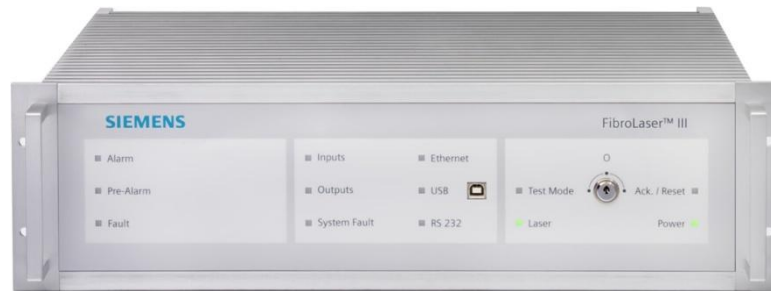 SIEMENS
FibroLaser™ III
Alarm
Pre-Alarm
Fault
Inputs
Outputs
System Fault
Ethernet
USB
RS 232
O
Test Mode
Ack. / Reset
Laser
Power